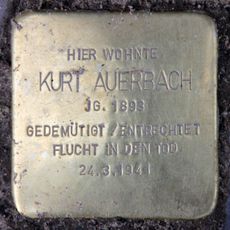 HIER WOHNTE
KURT AUERBACH
JG. 1893
GEDEMÜTIGT / ENTRECHTET
FLUCHT IN DEN TOD
24.3.1941